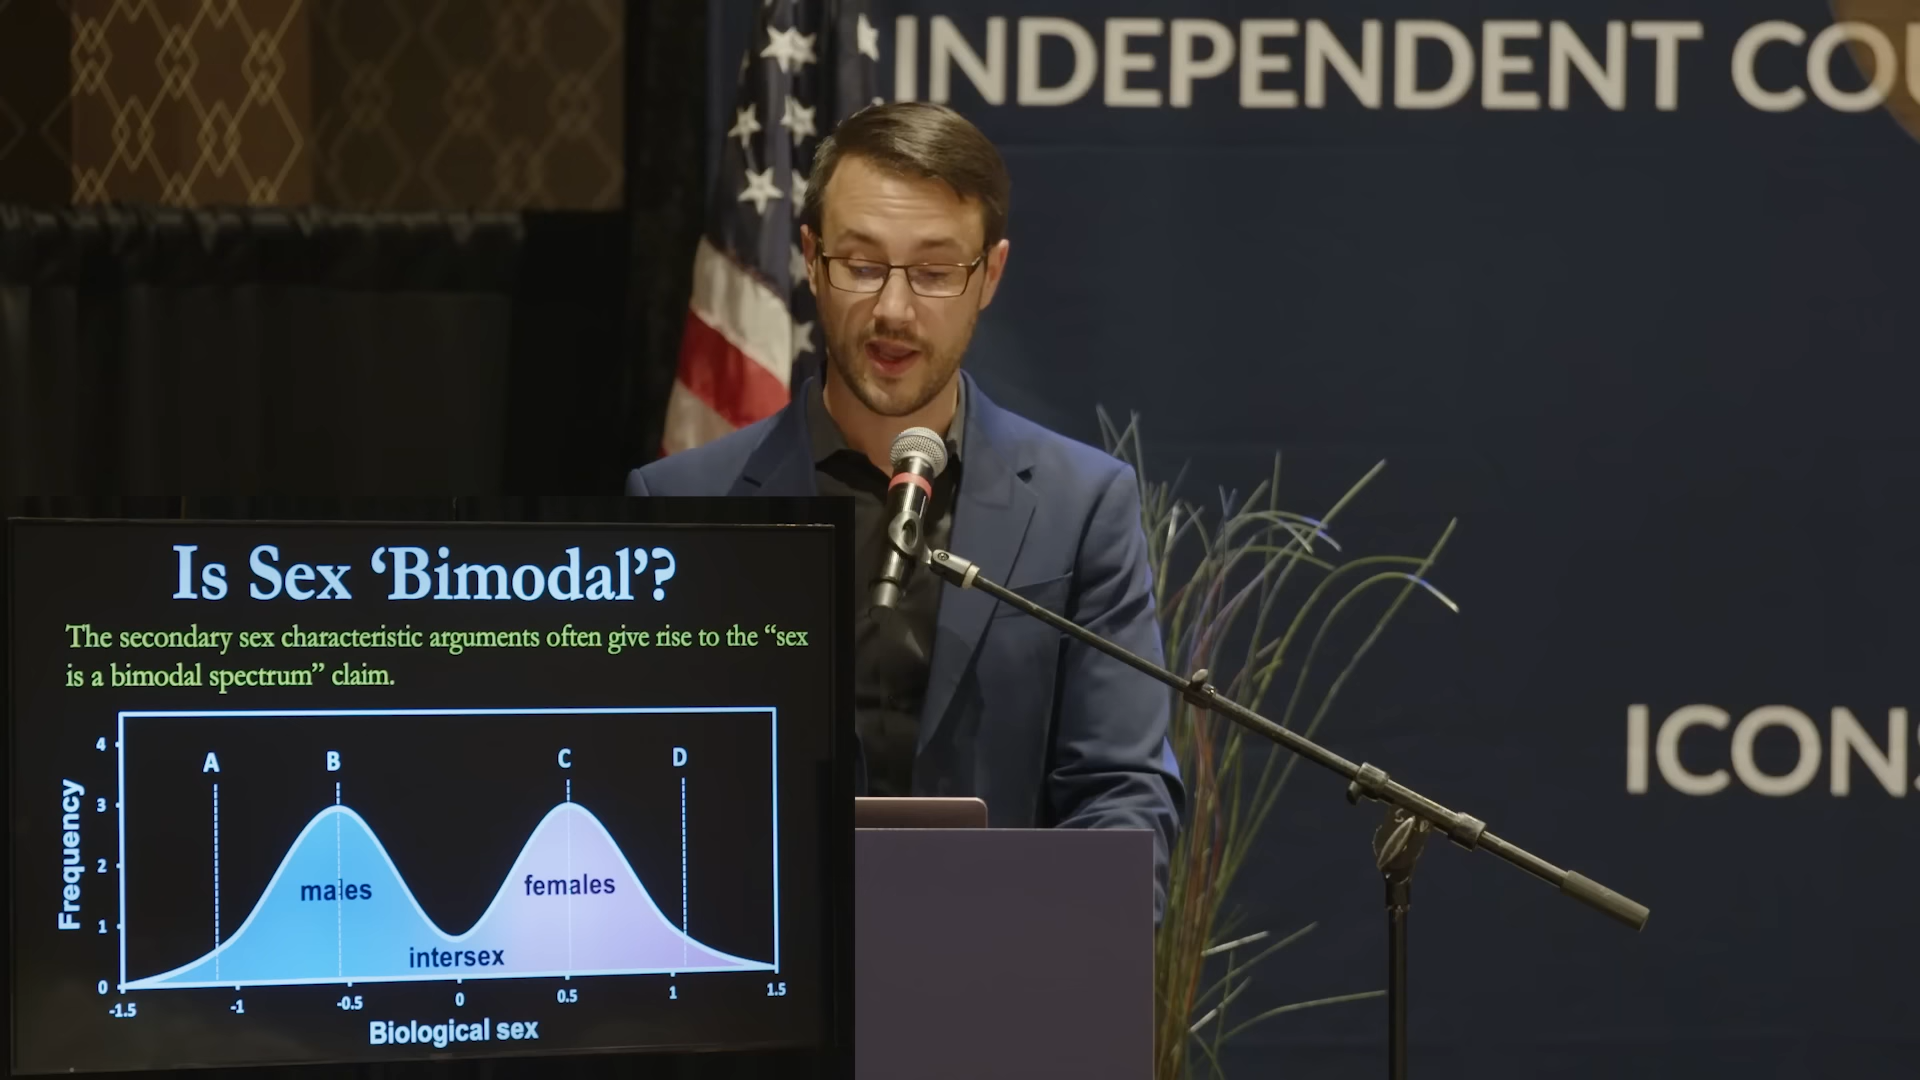 INDEPENDENT COU
ICONS
Is Sex ‘Bimodal’?
The secondary sex characteristic arguments often give rise to the “sex
is a bimodal spectrum” claim.
A B C D
4
3
2
1
0
Frequency
males
females
intersex
-1.5 -1 -0.5 0 0.5 1 1.5
Biological sex